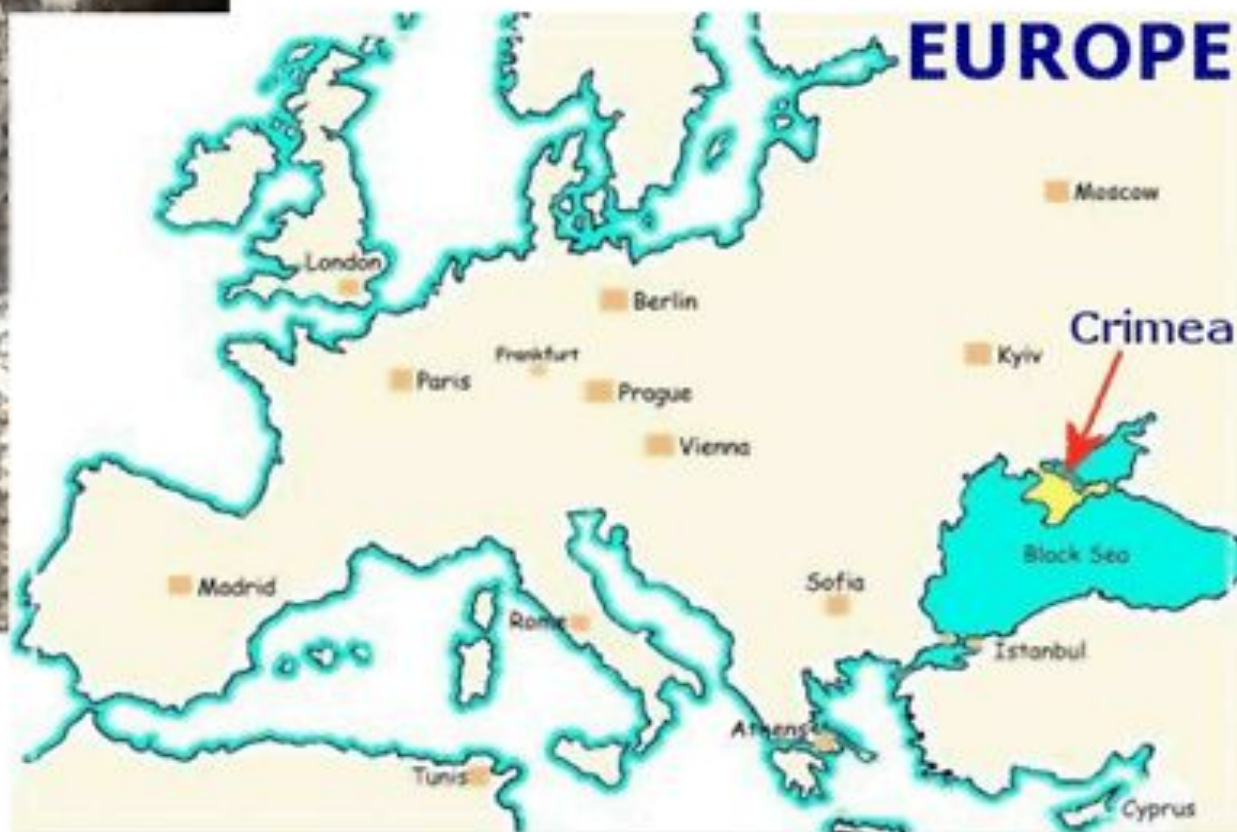 EUROPE
Moscow
London
Berlin
Crimea
Frankfurt
Kyiv
Paris
Prague
Vienna
Black Sea
Madrid
Sofia
Rome
Istanbul
Athens
Tunis
Cyprus